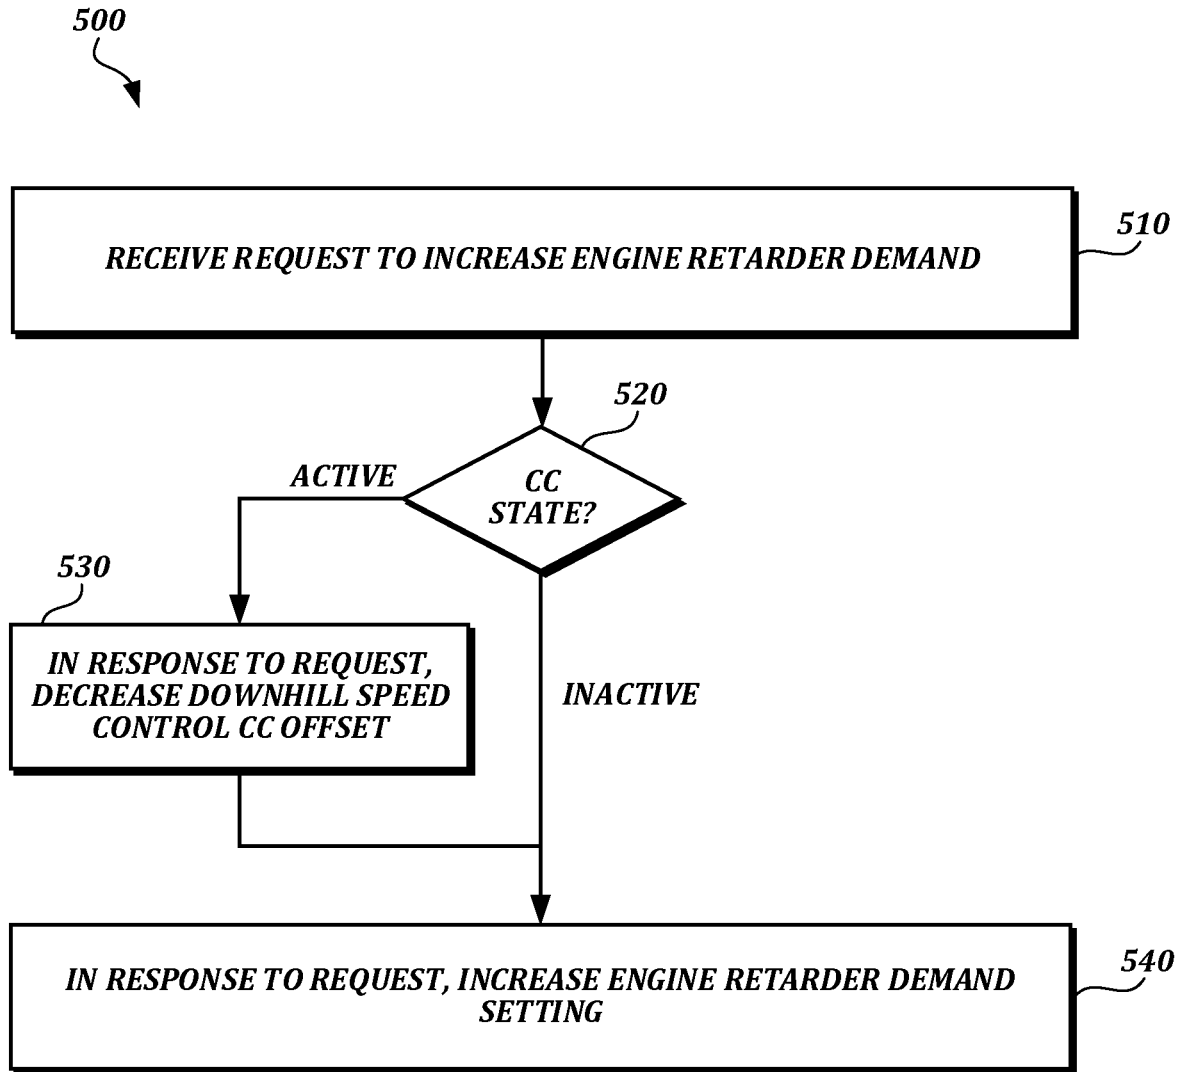 500
RECEIVE REQUEST TO INCREASE ENGINE RETARDER DEMAND
510
520
CC
STATE?
ACTIVE
530
IN RESPONSE TO REQUEST,
DECREASE DOWNHILL SPEED
CONTROL CC OFFSET
INACTIVE
IN RESPONSE TO REQUEST, INCREASE ENGINE RETARDER DEMAND
SETTING
540